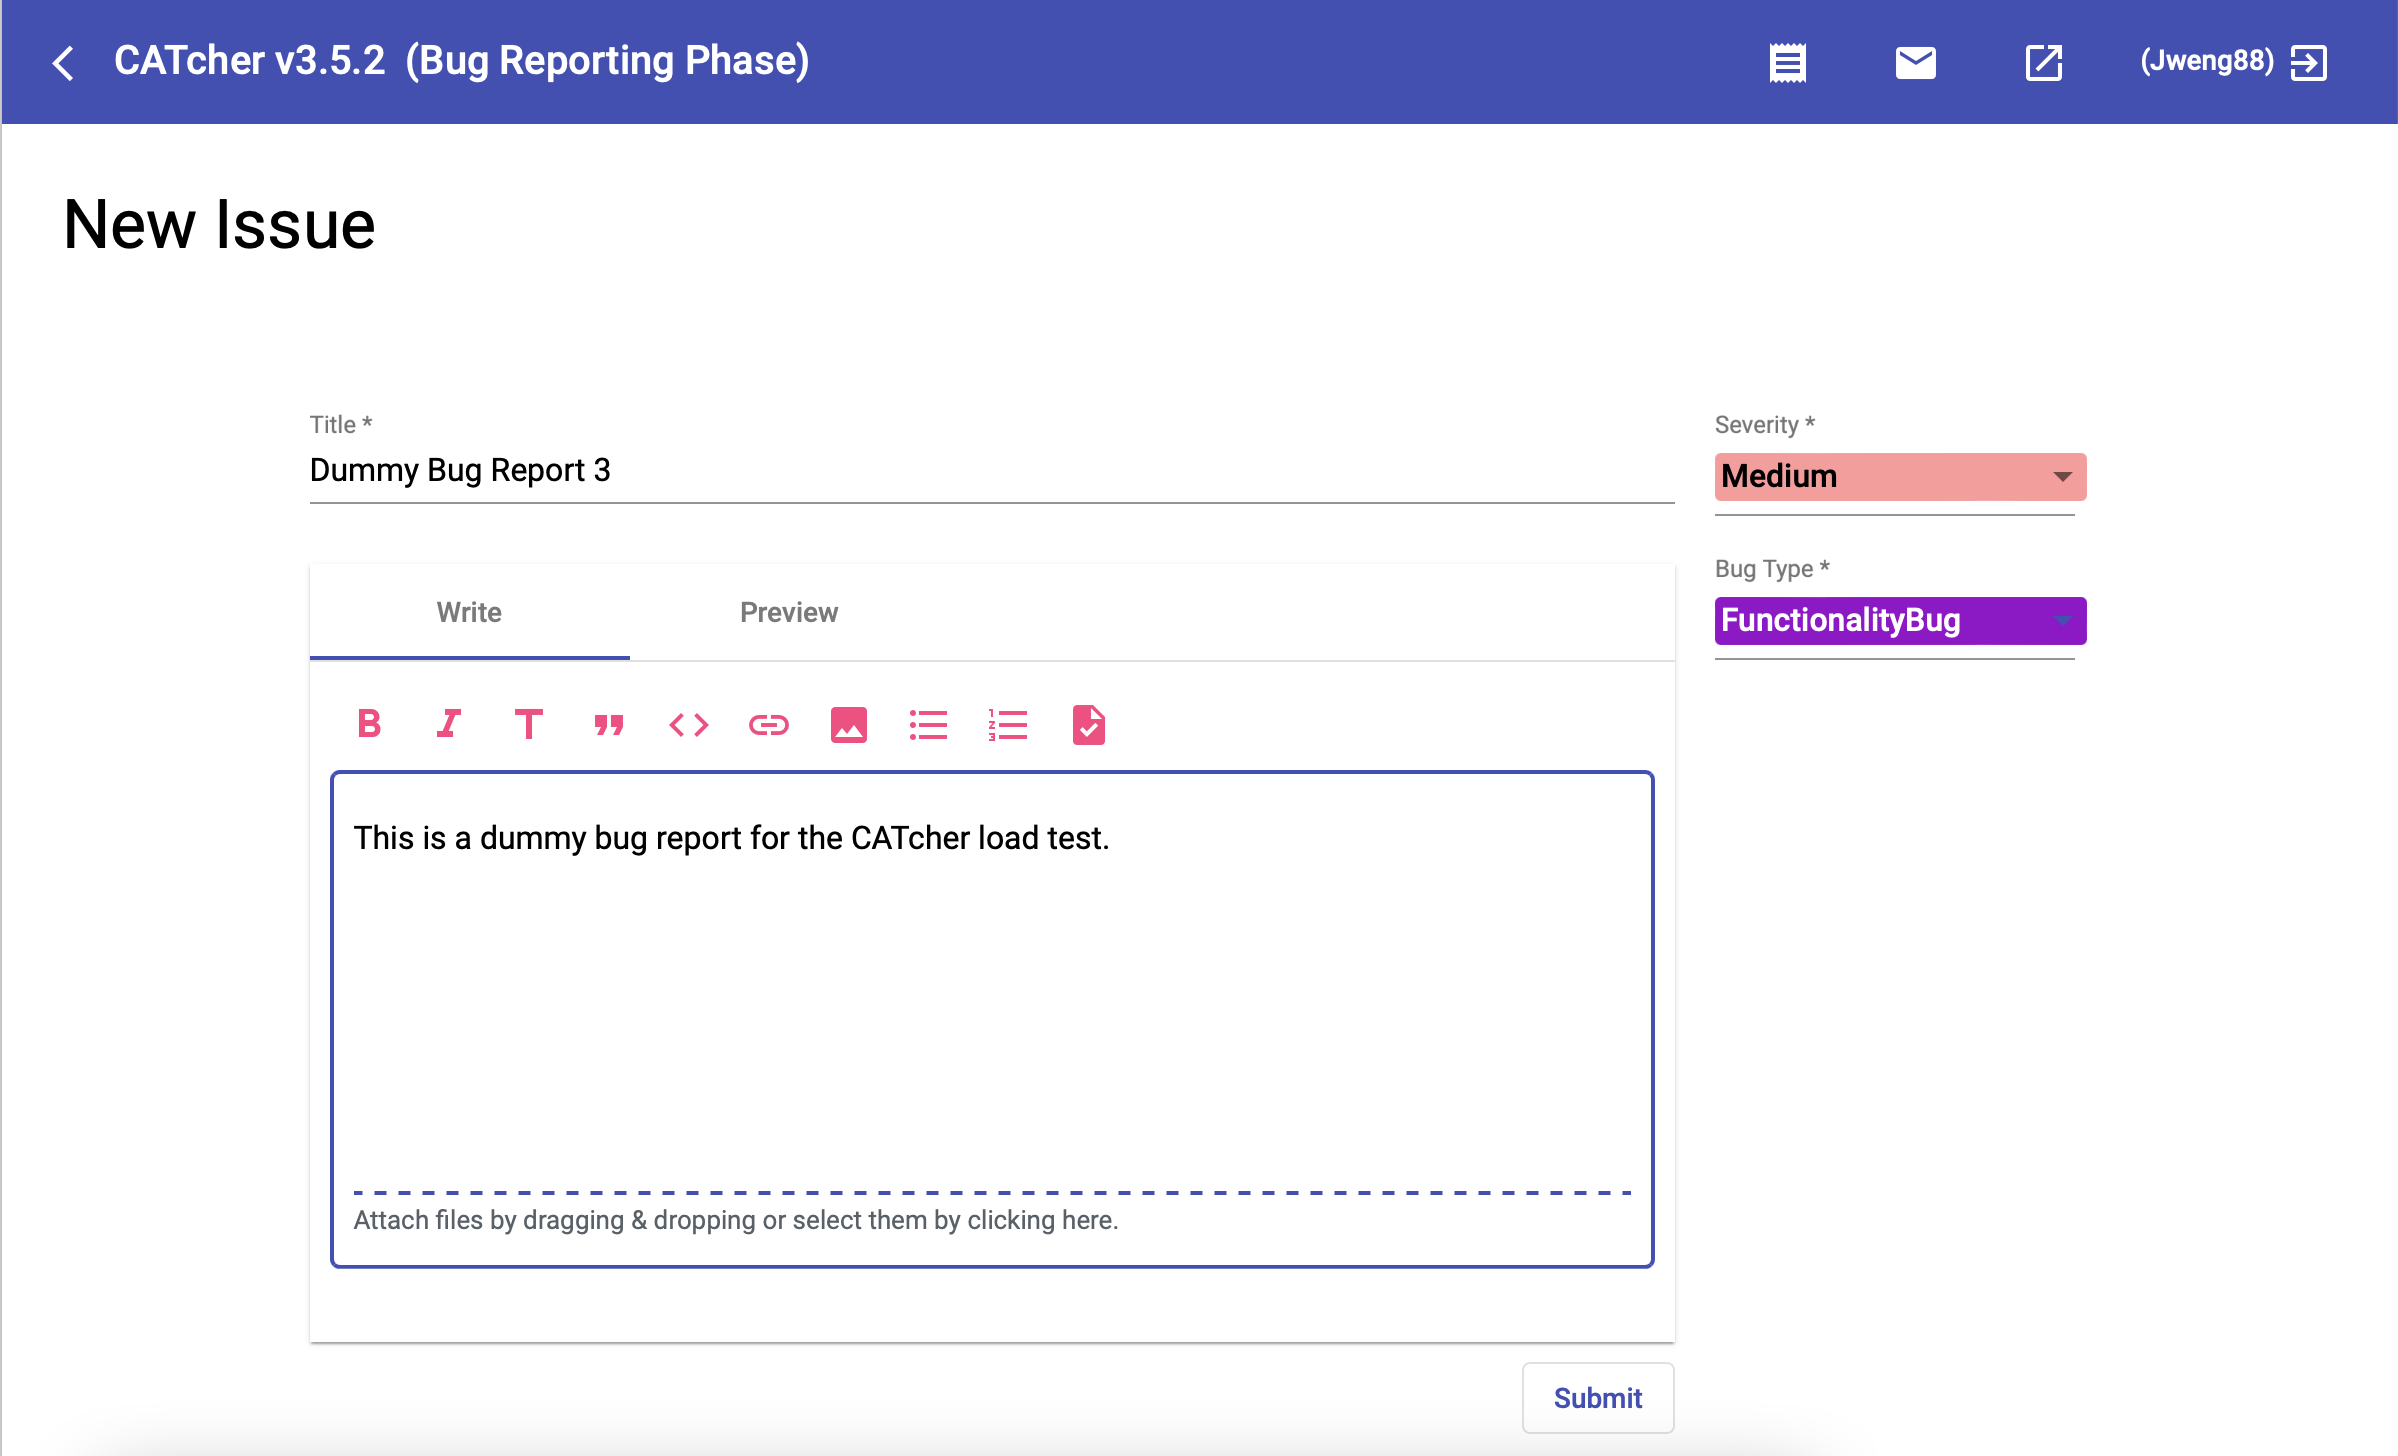 CATcher v3.5.2 (Bug Reporting Phase)
(Jweng88)
New Issue
Title *
Dummy Bug Report 3
Severity *
Medium
Bug Type *
FunctionalityBug
Write
Preview
This is a dummy bug report for the CATcher load test.
Attach files by dragging & dropping or select them by clicking here.
Submit